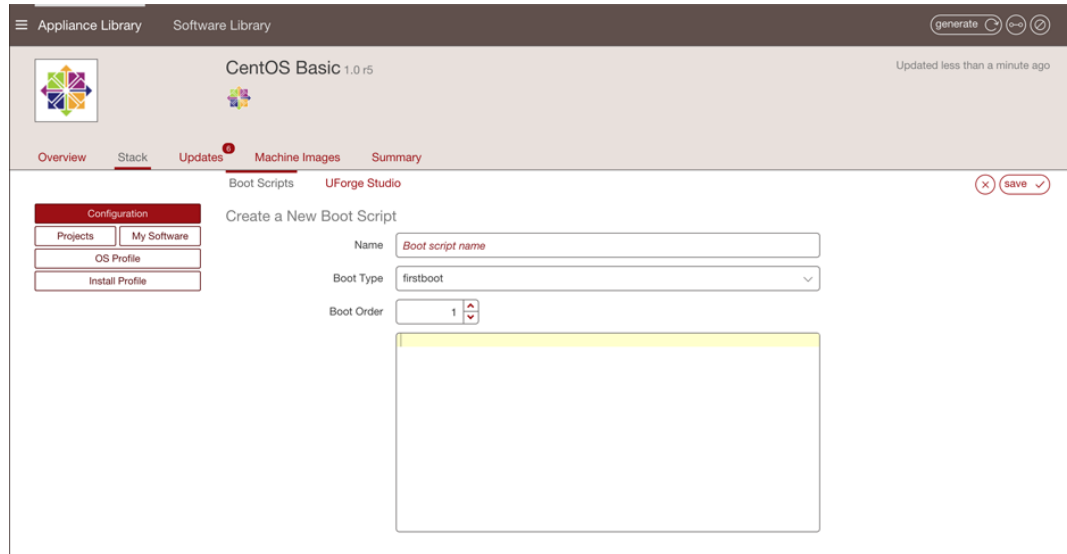 Appliance Library Software Library generate
CentOS Basic 1.0 r5 Updated less than a minute ago
Overview Stack Updates 6 Machine Images Summary
Boot Scripts UForge Studio save
Configuration
Projects My Software
OS Profile
Install Profile
Create a New Boot Script
Name Boot script name
Boot Type firstboot
Boot Order 1